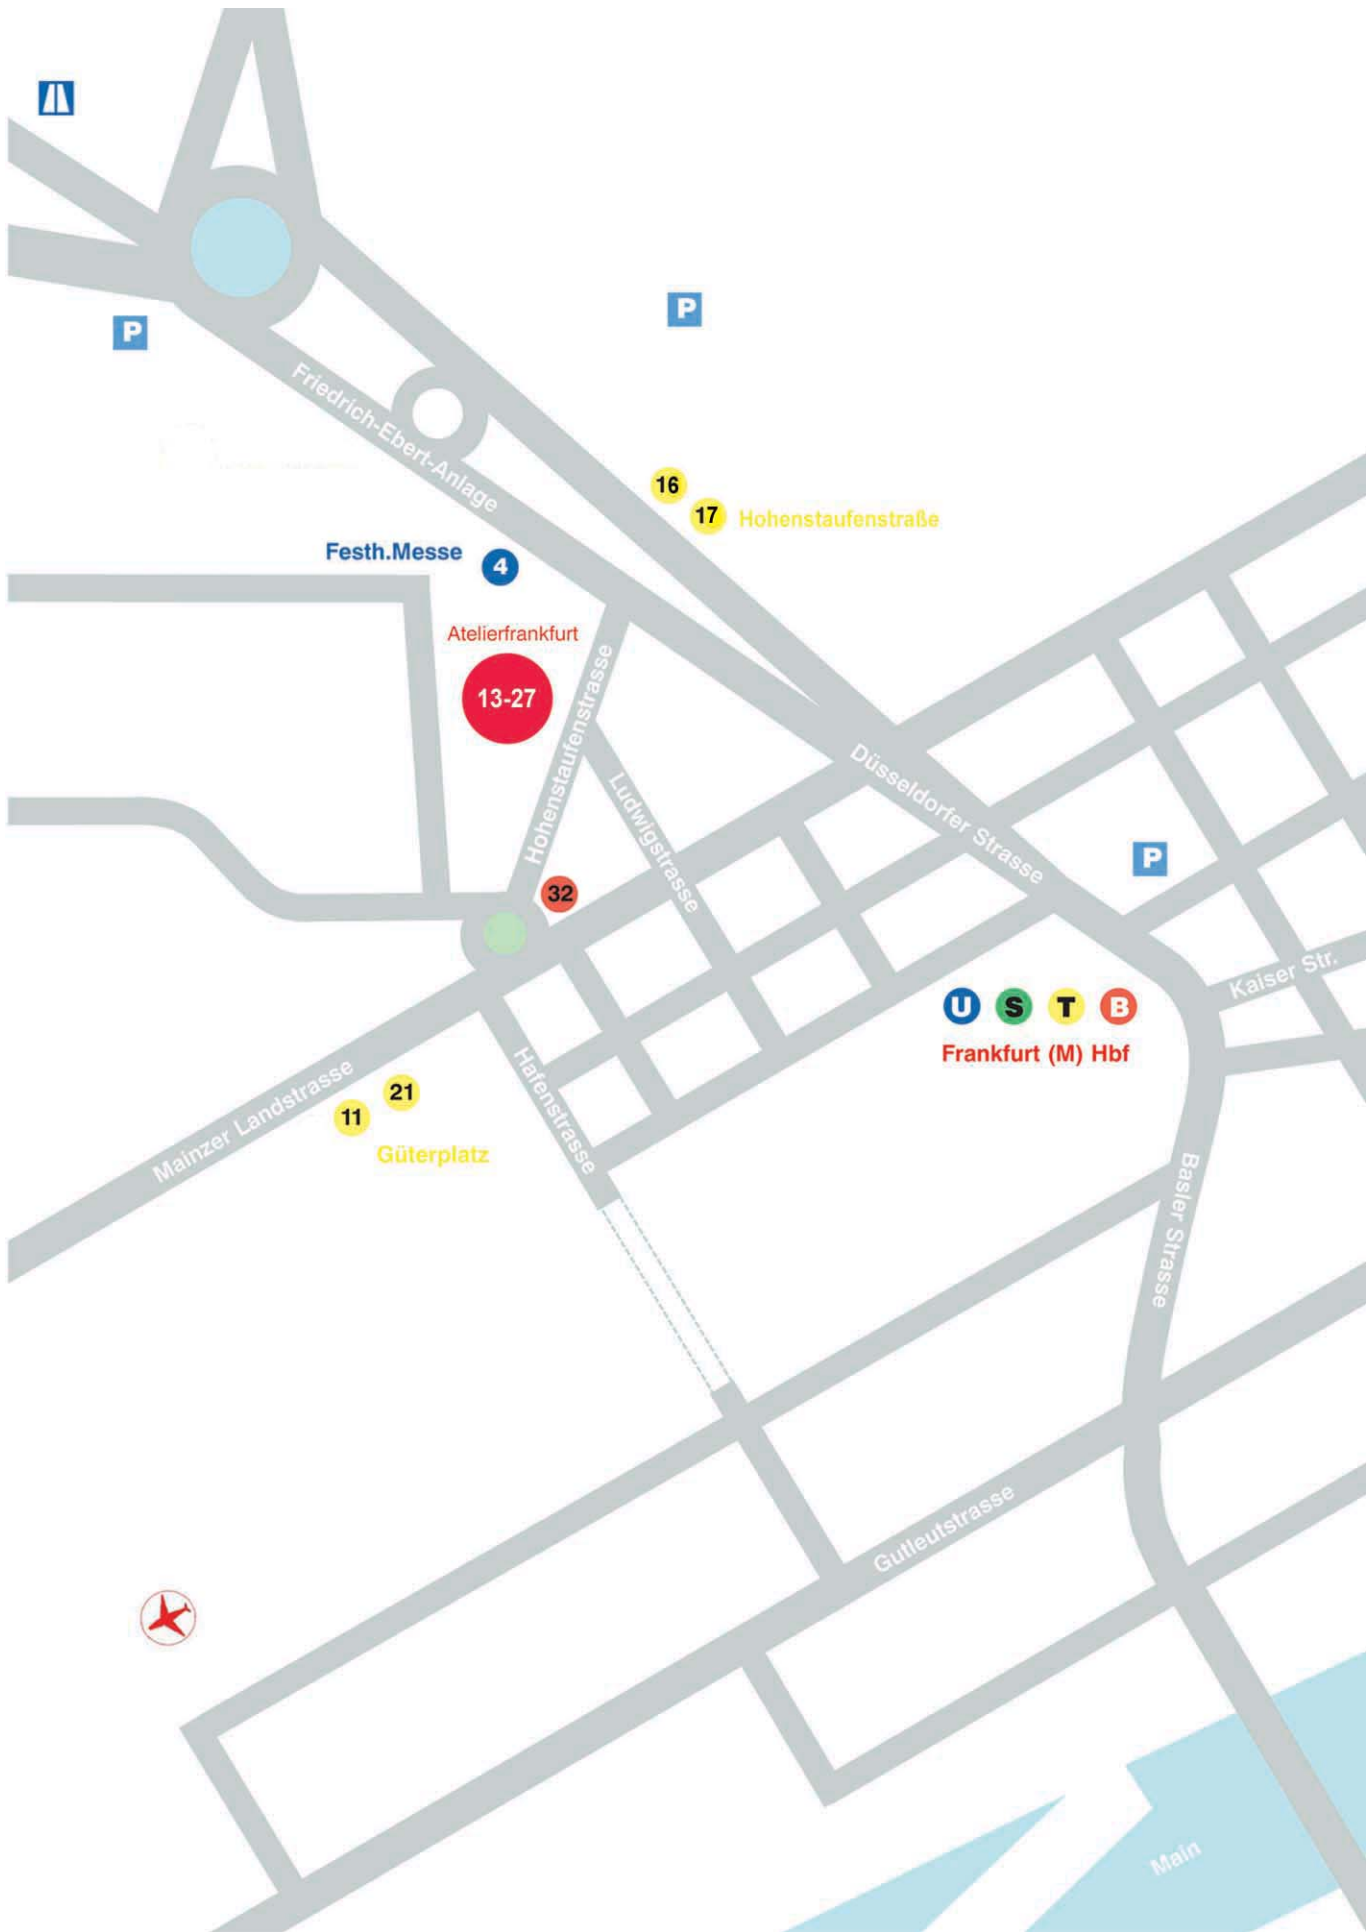 P
P
Friedrich-Ebert-Anlage
16
17
Hohenstaufenstraße
Festh.Messe
4
Atelierfrankfurt
13-27
Hohenstaufenstrasse
Ludwigstrasse
Düsseldorfer Strasse
P
32
Kaiser Str.
U S T B
Frankfurt (M) Hbf
Hafenstrasse
Mainzer Landstrasse
21
11
Güterplatz
Basler Strasse
Gutleutstrasse
Main